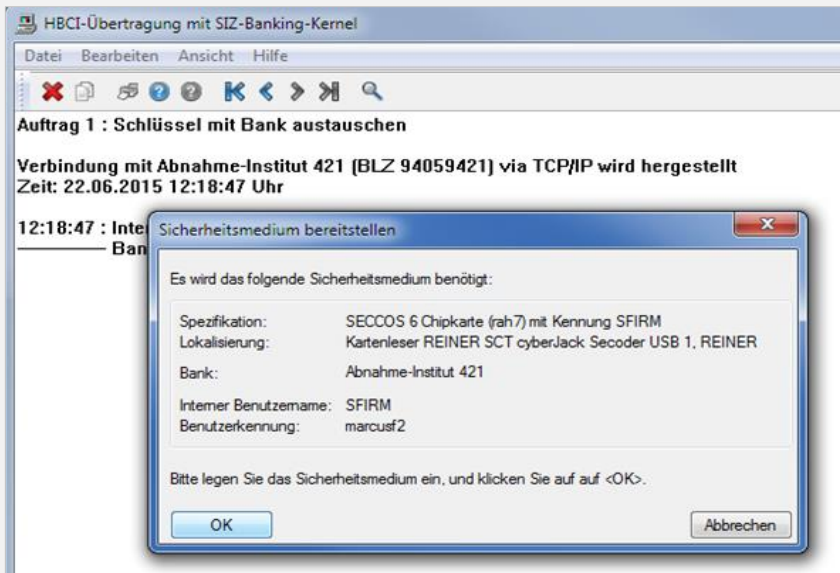 HBCI-Übertragung mit SIZ-Banking-Kernel
Datei Bearbeiten Ansicht Hilfe
Auftrag 1 : Schlüssel mit Bank austauschen
Verbindung mit Abnahme-Institut 421 (BLZ 94059421) via TCP/IP wird hergestellt
Zeit: 22.06.2015 12:18:47 Uhr
12:18:47 : Inte
Ban
Sicherheitsmedium bereitstellen
Es wird das folgende Sicherheitsmedium benötigt:
Spezifikation: SECCOS 6 Chipkarte (rah7) mit Kennung SFIRM
Lokalisierung: Kartenleser REINER SCT cyberJack Secoder USB 1, REINER
Bank: Abnahme-Institut 421
Interner Benutzername: SFIRM
Benutzerkennung: marcusf2
Bitte legen Sie das Sicherheitsmedium ein, und klicken Sie auf auf <OK>.
OK Abbrechen